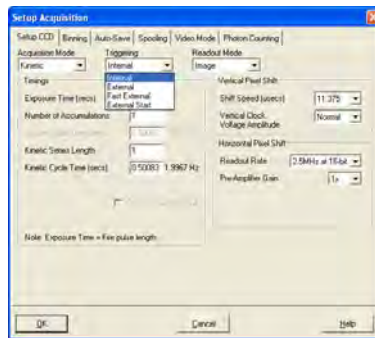 Setup Acquisition
Setup CCD Binning Auto-Save Spooling Video Mode Photon Counting
Acquisition Mode Triggering Readout Mode
Kinetic Internal Image
Internal
External
Fast External
External Start
Timings
Exposure Time (secs)
Number of Accumulations 1
Kinetic Series Length 1
Kinetic Cycle Time (secs) 0.50083 1.9967 Hz
Note: Exposure Time = Fire pulse length
Vertical Pixel Shift
Shift Speed (usecs) 11.375
Vertical Clock
Voltage Amplitude Normal
Horizontal Pixel Shift
Readout Rate 2.5MHz at 16-bit
Pre-Amplifier Gain 1x
OK Cancel Help